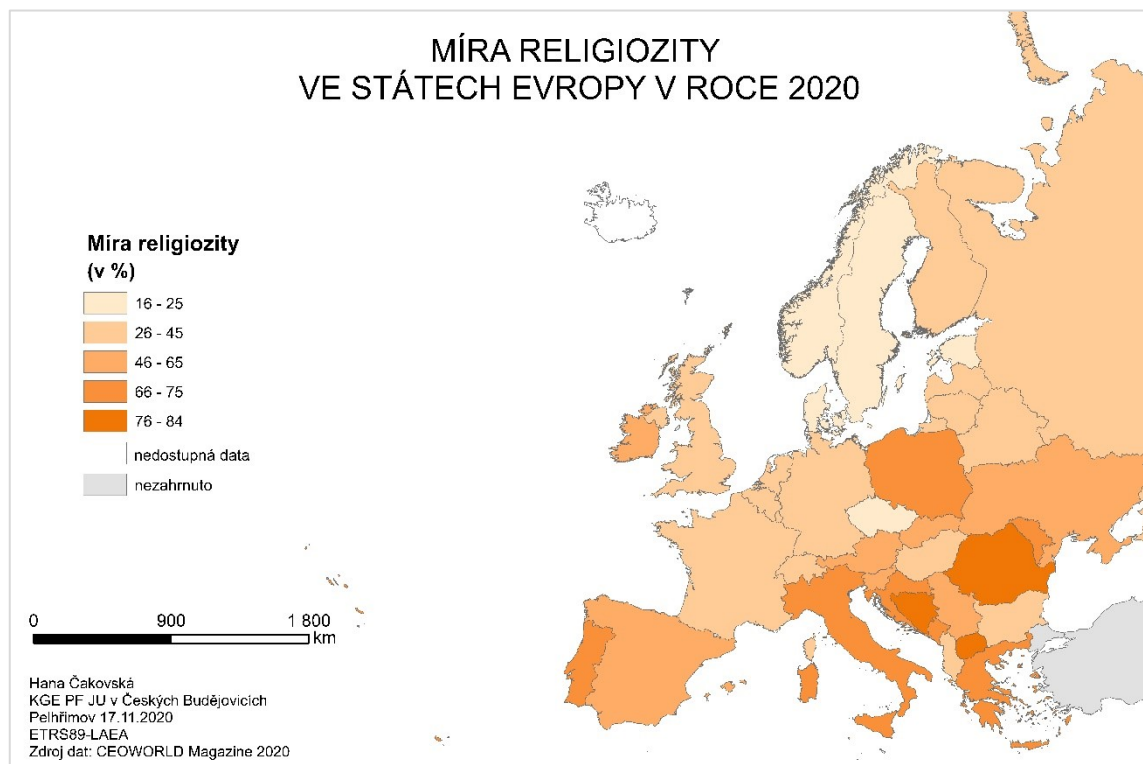 MÍRA RELIGIOZITY
VE STÁTECH EVROPY V ROCE 2020
Míra religiozity
(v %)
16 - 25
26 - 45
46 - 65
66 - 75
76 - 84
nedostupná data
nezahrnuto
0 900 1 800
km
Hana Čakovská
KGE PF JU v Českých Budějovicích
Pelhřimov 17.11.2020
ETRS89-LAEA
Zdroj dat: CEOWORLD Magazine 2020